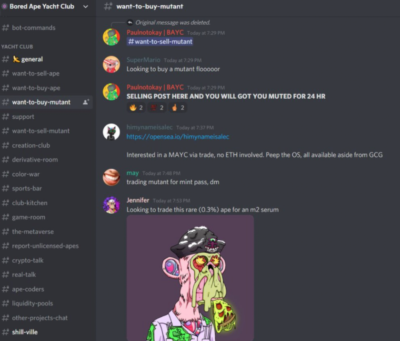 Bored Ape Yacht Club
want-to-buy-mutant
bot-commands
YACHT CLUB
general
want-to-sell-ape
want-to-buy-ape
want-to-buy-mutant
support
want-to-sell-mutant
creation-club
derivative-room
color-war
sports-bar
club-kitchen
game-room
the-metaverse
report-unlicensed-apes
crypto-talk
real-talk
ape-coders
liquidity-pools
other-projects-chat
shill-ville
Original message was deleted.
Paulnotokay | BAYC Today at 7:29 PM
#want-to-sell-mutant
SuperMario Today at 7:29 PM
Looking to buy a mutant flooooor
Paulnotokay | BAYC Today at 7:29 PM
SELLING POST HERE AND YOU WILL GOT YOU MUTED FOR 24 HR
2 2 2
himynameisalec Today at 7:37 PM
https://opensea.io/himynameisalec
Interested in a MAYC via trade, no ETH involved. Peep the OS, all available aside from GCG
may Today at 7:46 PM
trading mutant for mint pass, dm
Jennifer Today at 7:59 PM
Looking to trade this rare (0.3%) ape for an m2 serum